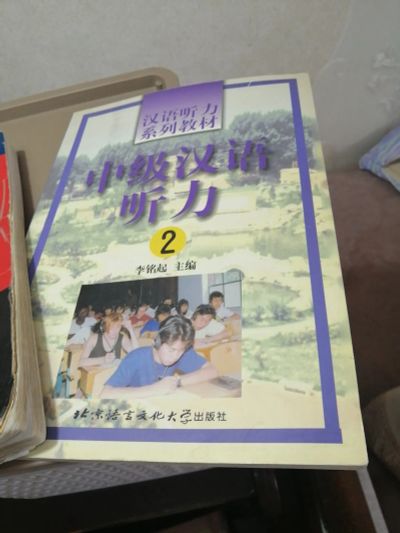 汉语听力
系列教材
中级汉语
听力
2
李铭起 主编
北京语言文化大学出版社